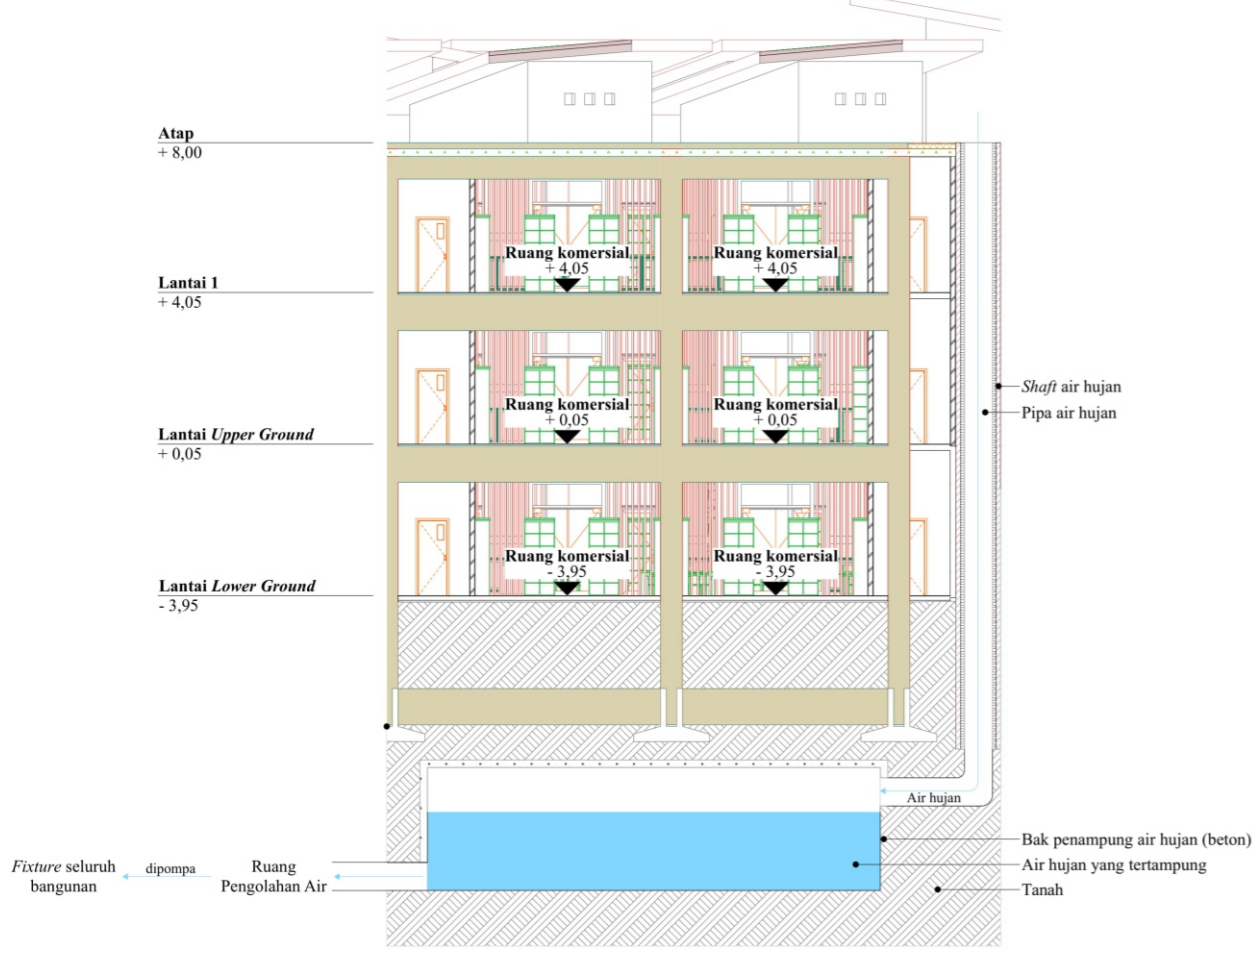 Atap
+ 8,00
Ruang komersial
+ 4,05
Ruang komersial
+ 4,05
Lantai 1
+ 4,05
Shaft air hujan
Pipa air hujan
Ruang komersial
+ 0,05
Ruang komersial
+ 0,05
Lantai Upper Ground
+ 0,05
Ruang komersial
- 3,95
Ruang komersial
- 3,95
Lantai Lower Ground
- 3,95
Air hujan
Bak penampung air hujan (beton)
Air hujan yang tertampung
Tanah
Fixture seluruh
bangunan
dipompa
Ruang
Pengolahan Air